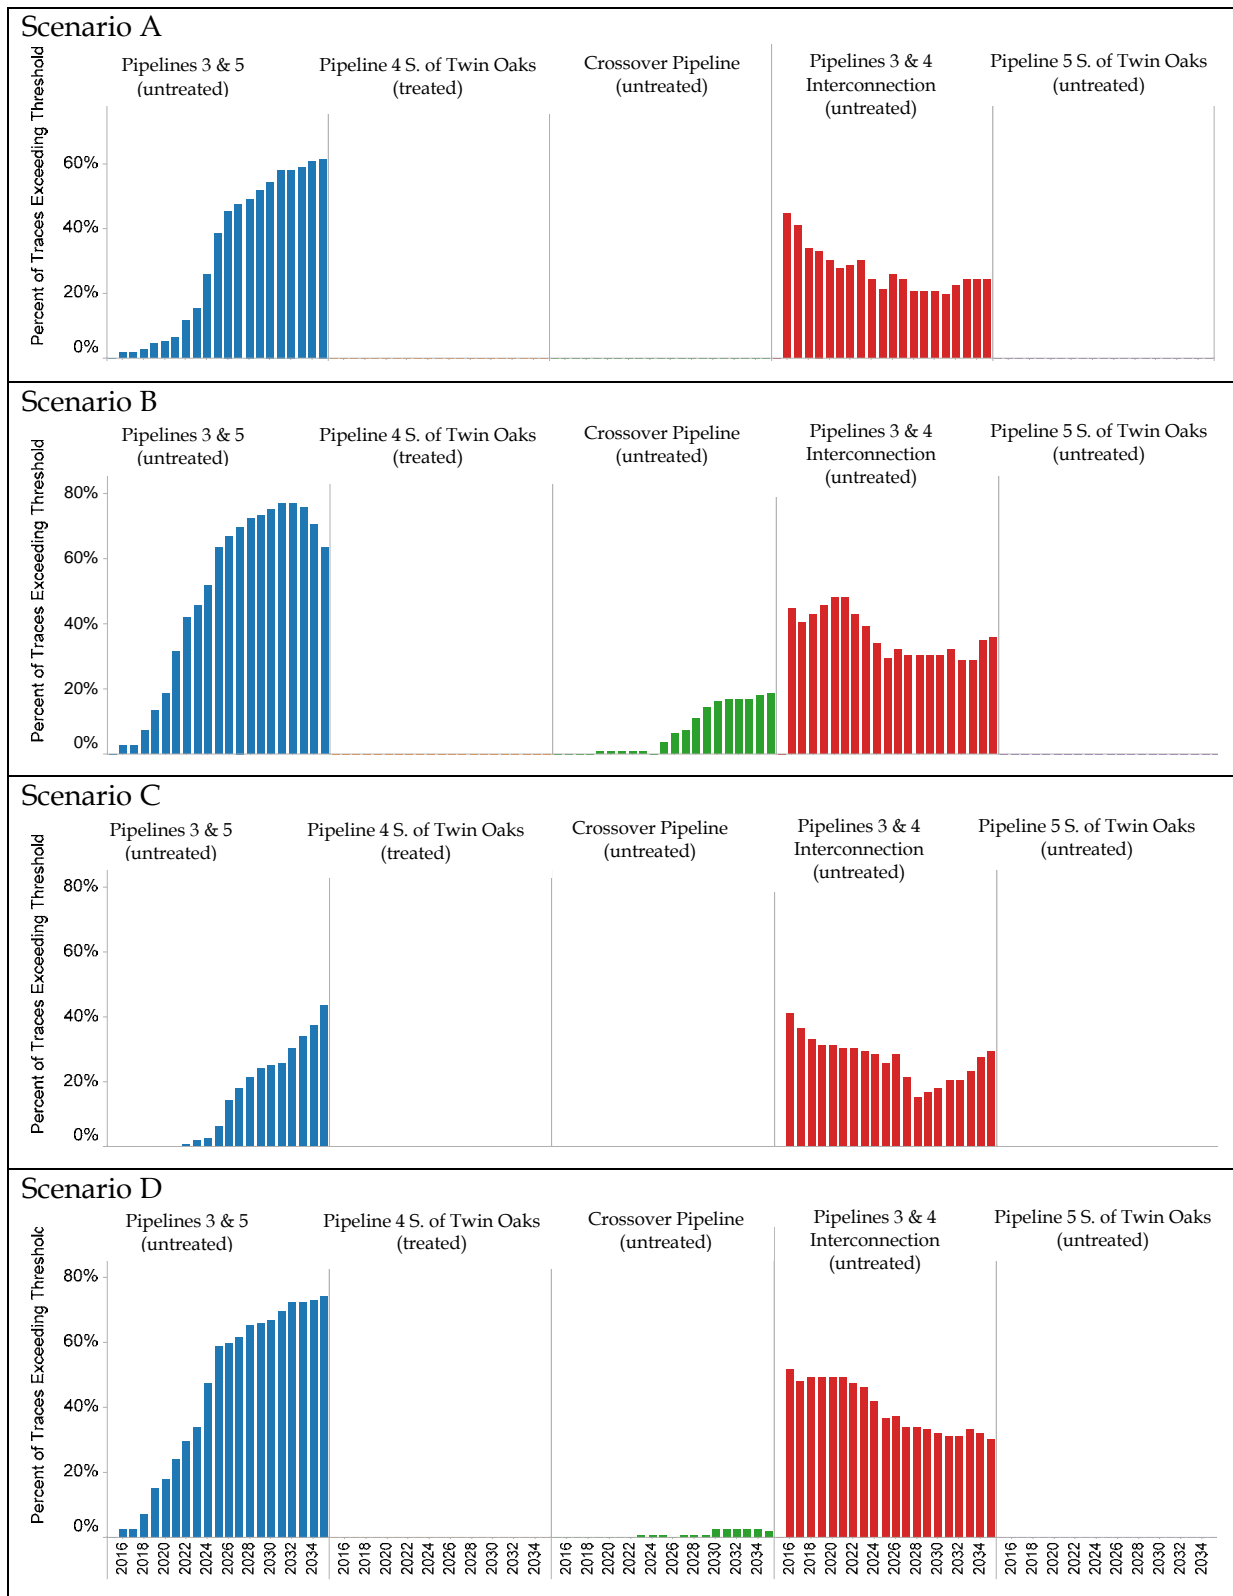 Scenario A
Pipelines 3 & 5
(untreated)
Pipeline 4 S. of Twin Oaks
(treated)
Crossover Pipeline
(untreated)
Pipelines 3 & 4
Interconnection
(untreated)
Pipeline 5 S. of Twin Oaks
(untreated)
Percent of Traces Exceeding Threshold
60%
40%
20%
0%
Scenario B
Pipelines 3 & 5
(untreated)
Pipeline 4 S. of Twin Oaks
(treated)
Crossover Pipeline
(untreated)
Pipelines 3 & 4
Interconnection
(untreated)
Pipeline 5 S. of Twin Oaks
(untreated)
Percent of Traces Exceeding Threshold
80%
60%
40%
20%
0%
Scenario C
Pipelines 3 & 5
(untreated)
Pipeline 4 S. of Twin Oaks
(treated)
Crossover Pipeline
(untreated)
Pipelines 3 & 4
Interconnection
(untreated)
Pipeline 5 S. of Twin Oaks
(untreated)
Percent of Traces Exceeding Threshold
80%
60%
40%
20%
0%
Scenario D
Pipelines 3 & 5
(untreated)
Pipeline 4 S. of Twin Oaks
(treated)
Crossover Pipeline
(untreated)
Pipelines 3 & 4
Interconnection
(untreated)
Pipeline 5 S. of Twin Oaks
(untreated)
Percent of Traces Exceeding Threshold
80%
60%
40%
20%
0%
2016 2018 2020 2022 2024 2026 2028 2030 2032 2034
2016 2018 2020 2022 2024 2026 2028 2030 2032 2034
2016 2018 2020 2022 2024 2026 2028 2030 2032 2034
2016 2018 2020 2022 2024 2026 2028 2030 2032 2034
2016 2018 2020 2022 2024 2026 2028 2030 2032 2034